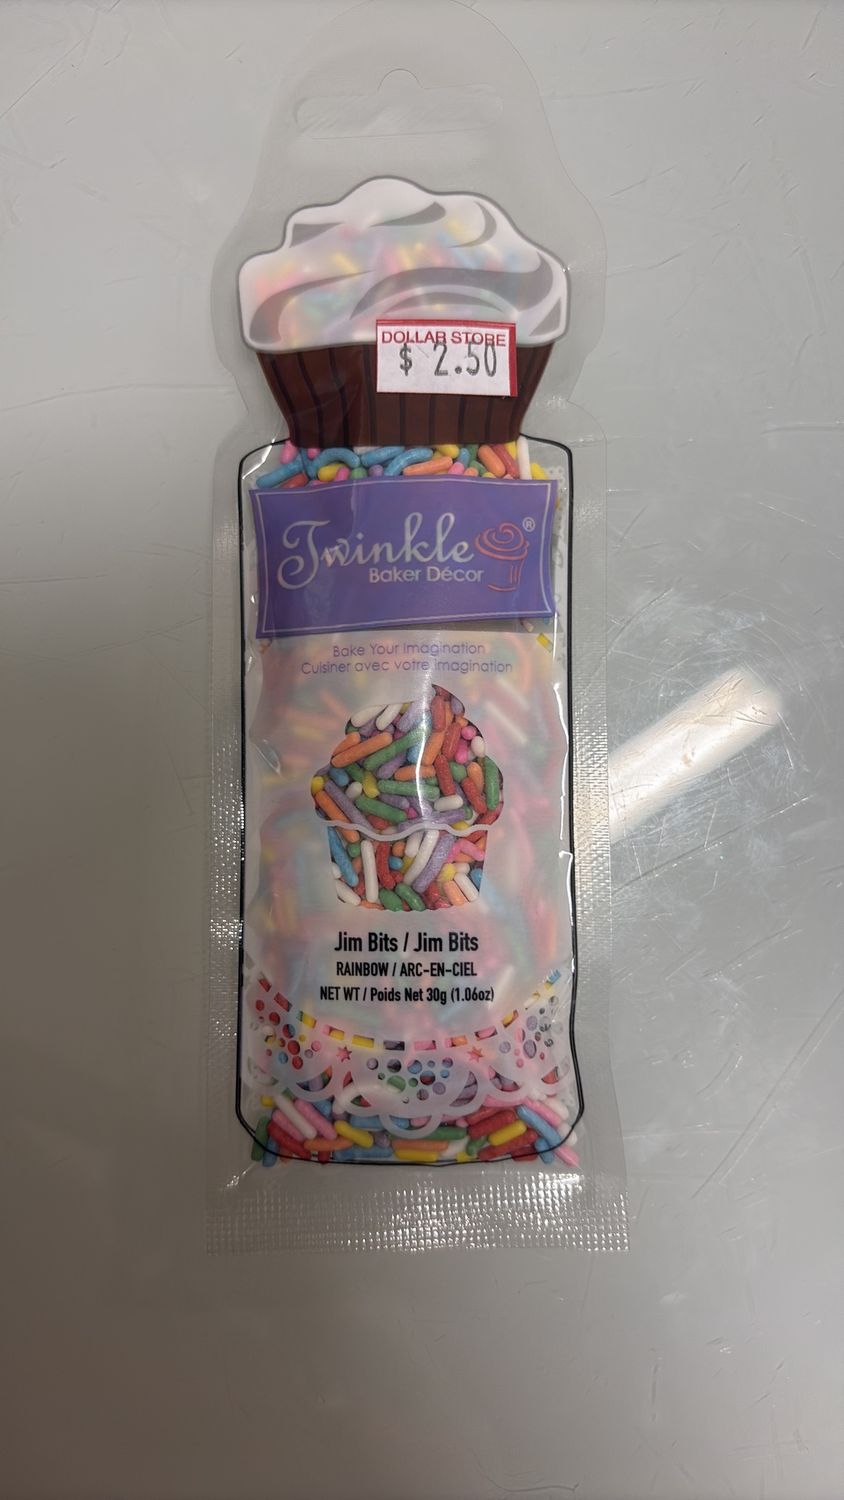 DOLLAR STORE
$ 2.50
Twinkle ®
Baker Décor
Bake Your Imagination
Cuisiner avec votre imagination
Jim Bits / Jim Bits
RAINBOW / ARC-EN-CIEL
NET WT / Poids Net 30g (1.06oz)